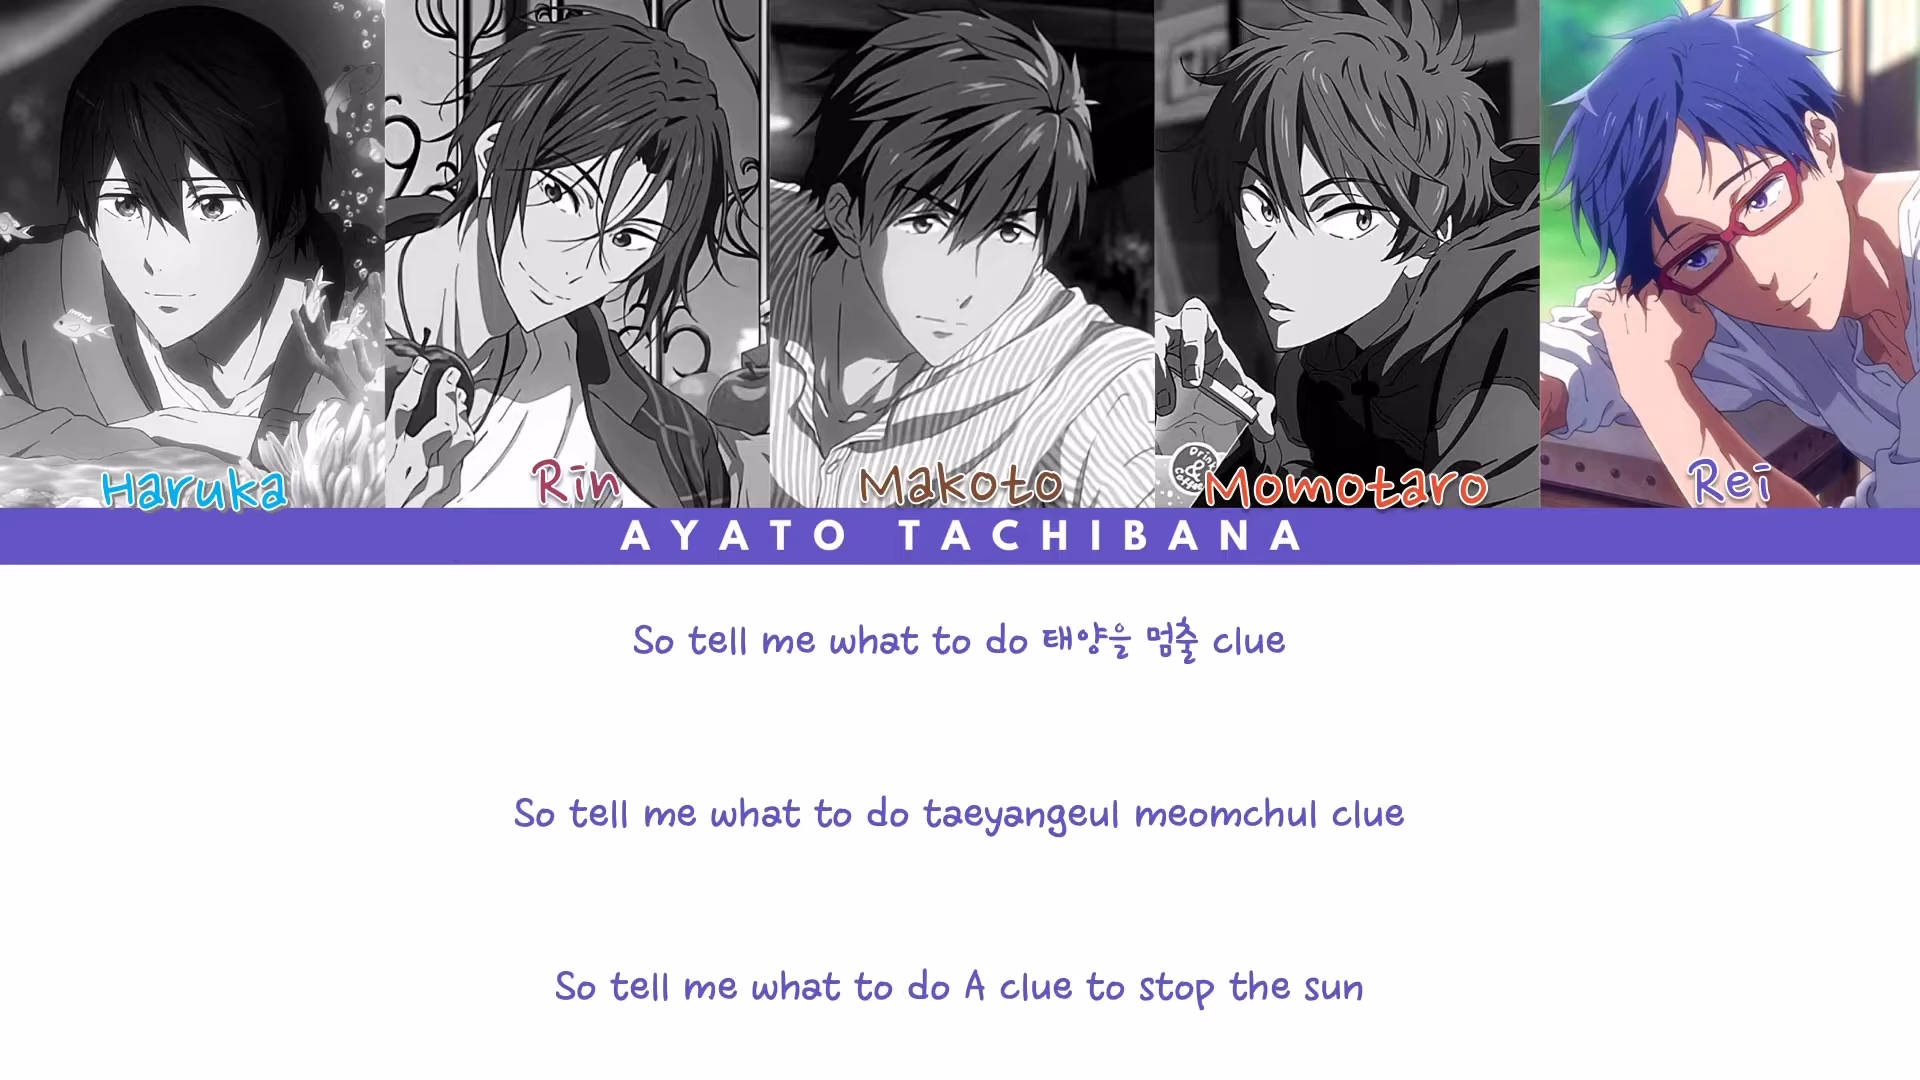 Drink
&
Coffee
Haruka
Rin
Makoto
Momotaro
Rei
AYATO TACHIBANA
So tell me what to do 태양을 멈출 clue
So tell me what to do taeyangeul meomchul clue
So tell me what to do A clue to stop the sun